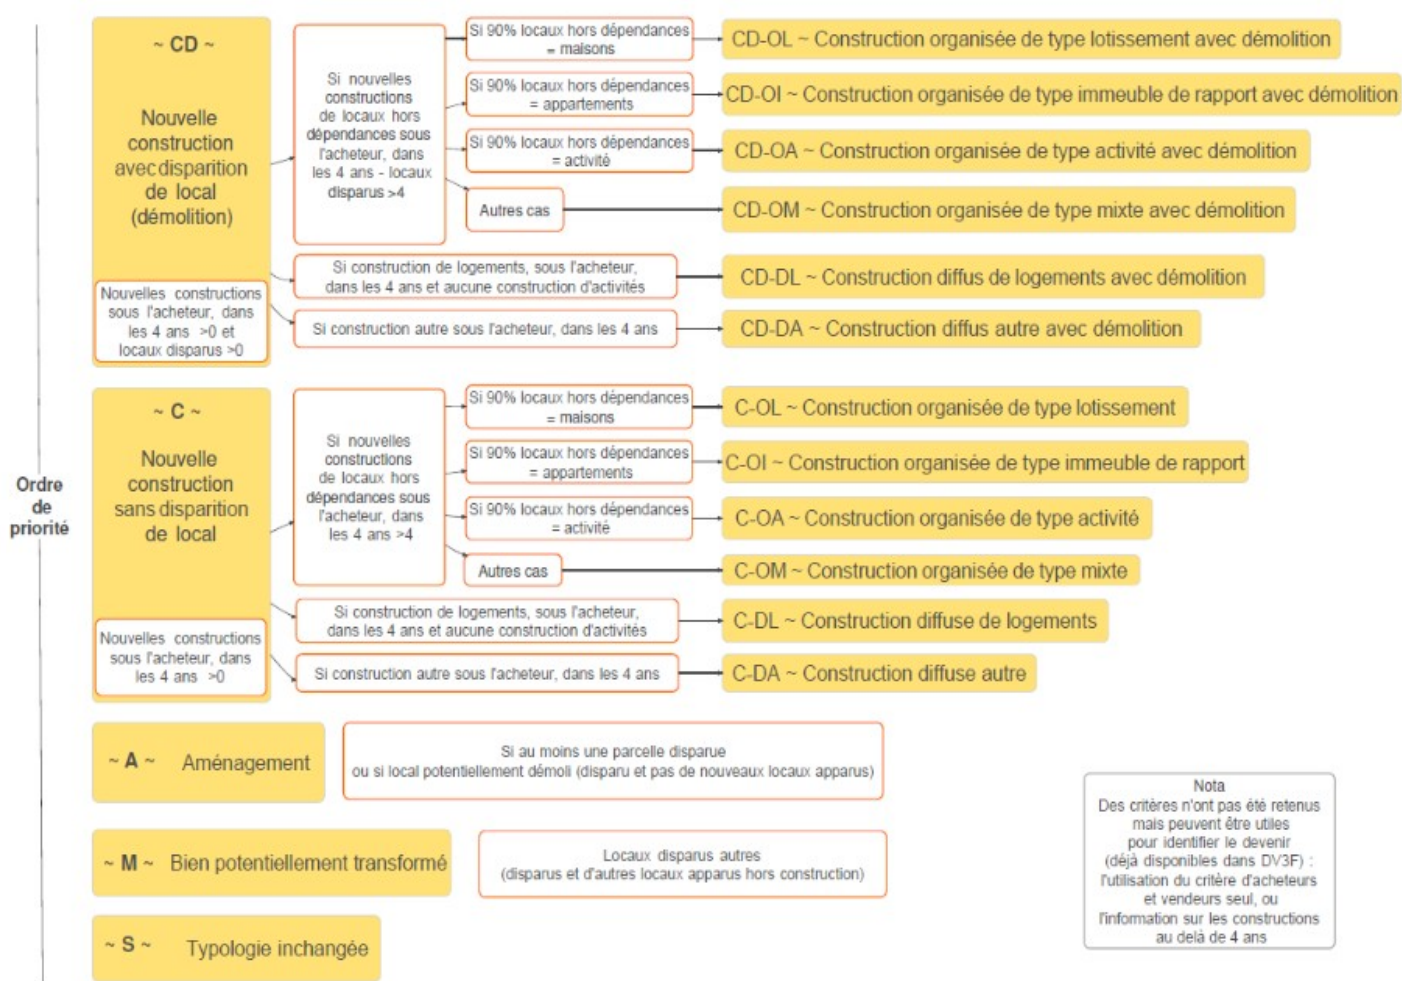 Ordre
de
priorité
~ CD ~
Nouvelle
construction
avec disparition
de local
(démolition)
Nouvelles constructions
sous l'acheteur, dans
les 4 ans >0 et
locaux disparus >0
Si nouvelles
constructions
de locaux hors
dépendances sous
l'acheteur, dans
les 4 ans - locaux
disparus >4
Si 90% locaux hors dépendances
= maisons
CD-OL ~ Construction organisée de type lotissement avec démolition
Si 90% locaux hors dépendances
= appartements
CD-OI ~ Construction organisée de type immeuble de rapport avec démolition
Si 90% locaux hors dépendances
= activité
CD-OA ~ Construction organisée de type activité avec démolition
Autres cas
CD-OM ~ Construction organisée de type mixte avec démolition
Si construction de logements, sous l'acheteur,
dans les 4 ans et aucune construction d'activités
CD-DL ~ Construction diffus de logements avec démolition
Si construction autre sous l'acheteur, dans les 4 ans
CD-DA ~ Construction diffus autre avec démolition
~ C ~
Nouvelle
construction
sans disparition
de local
Nouvelles constructions
sous l'acheteur, dans
les 4 ans >0
Si nouvelles
constructions
de locaux hors
dépendances sous
l'acheteur, dans
les 4 ans >4
Si 90% locaux hors dépendances
= maisons
C-OL ~ Construction organisée de type lotissement
Si 90% locaux hors dépendances
= appartements
C-OI ~ Construction organisée de type immeuble de rapport
Si 90% locaux hors dépendances
= activité
C-OA ~ Construction organisée de type activité
Autres cas
C-OM ~ Construction organisée de type mixte
Si construction de logements, sous l'acheteur,
dans les 4 ans et aucune construction d'activités
C-DL ~ Construction diffuse de logements
Si construction autre sous l'acheteur, dans les 4 ans
C-DA ~ Construction diffuse autre
~ A ~ Aménagement
Si au moins une parcelle disparue
ou si local potentiellement démoli (disparu et pas de nouveaux locaux apparus)
~ M ~ Bien potentiellement transformé
Locaux disparus autres
(disparus et d'autres locaux apparus hors construction)
~ S ~ Typologie inchangée
Nota
Des critères n'ont pas été retenus
mais peuvent être utiles
pour identifier le devenir
(déjà disponibles dans DV3F) :
l'utilisation du critère d'acheteurs
et vendeurs seul, ou
l'information sur les constructions
au delà de 4 ans